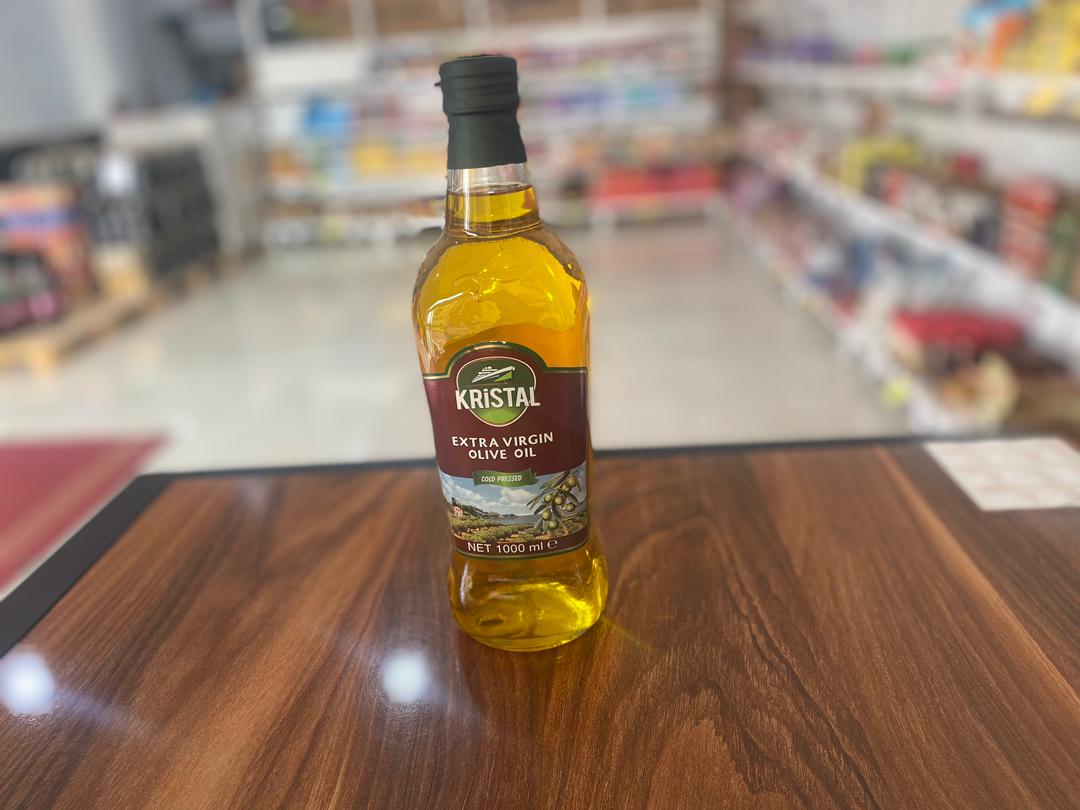 KRiSTAL
EXTRA VIRGIN
OLIVE OIL
COLD PRESSED
NET 1000 ml ℮